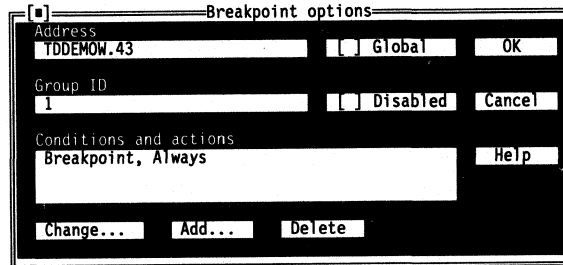 [■] Breakpoint options
Address
TDDEMOW.43 [ ] Global OK
Group ID
1 [ ] Disabled Cancel
Conditions and actions
Breakpoint, Always Help
Change... Add... Delete